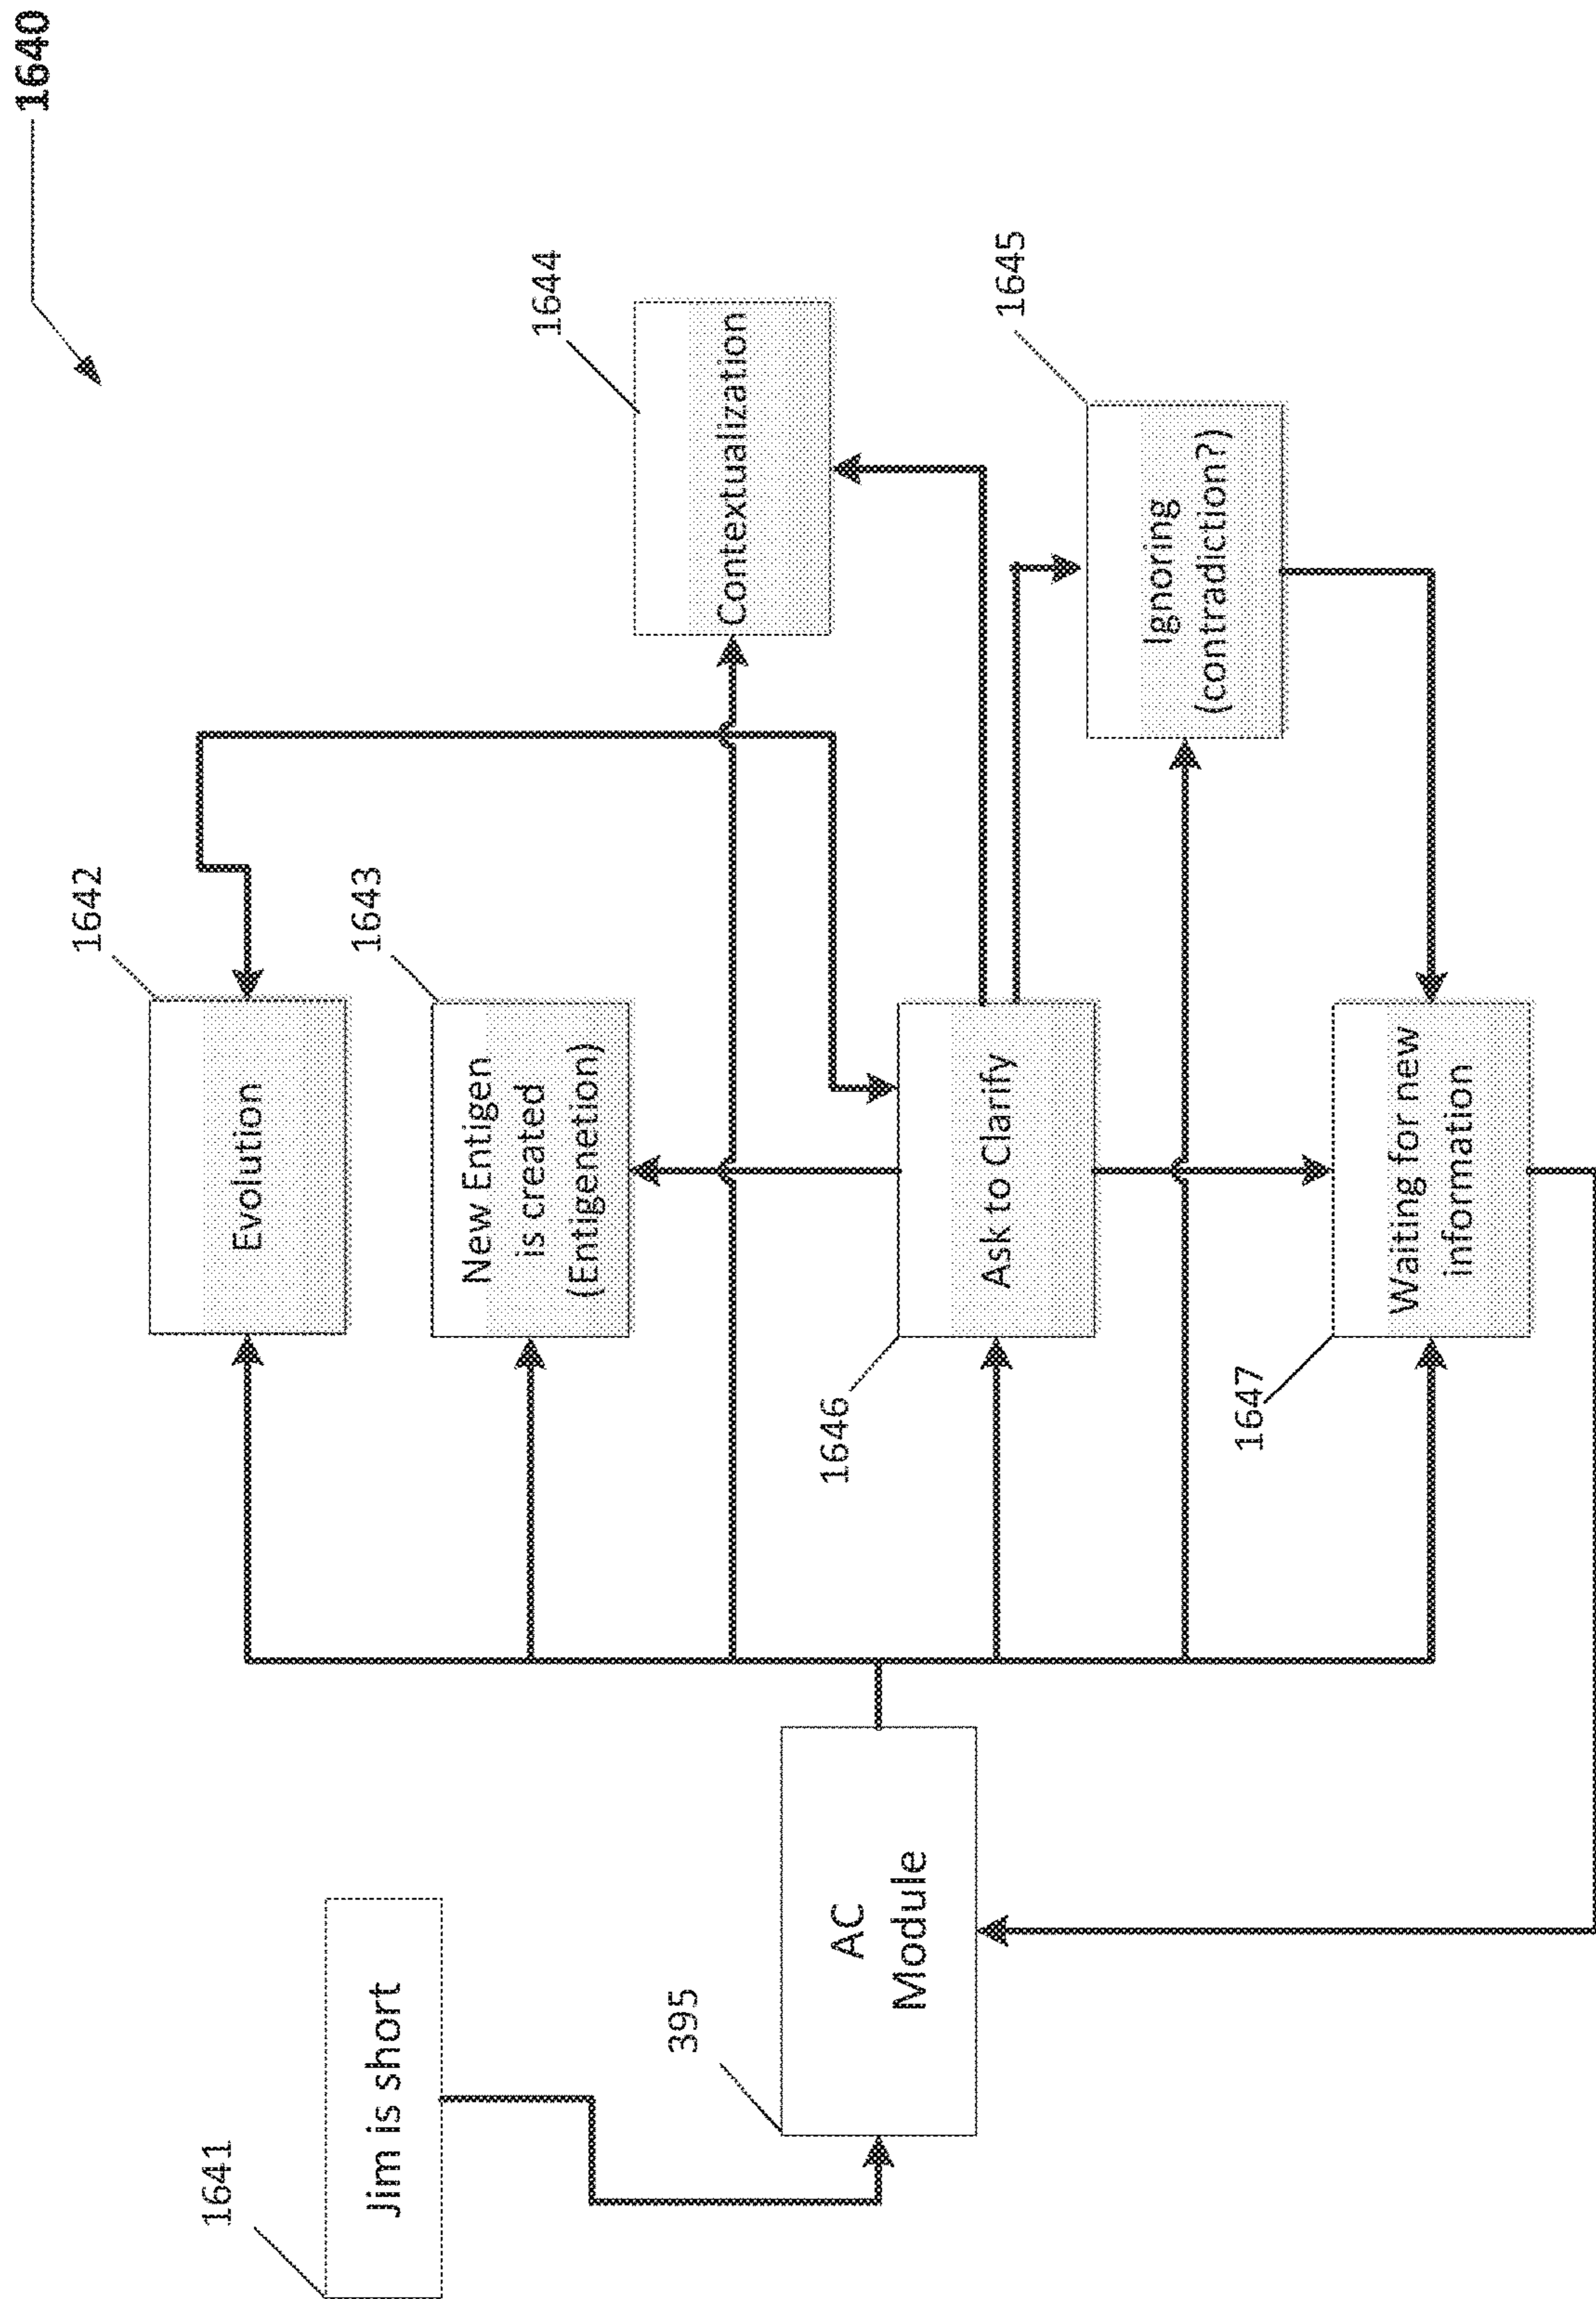 1640
1641
Jim is short
395
AC
Module
1642
Evolution
1643
New Entigen
is created
(Entigenetion)
1644
Contextualization
1646
Ask to Clarify
1645
Ignoring
(contradiction?)
1647
Waiting for new
information